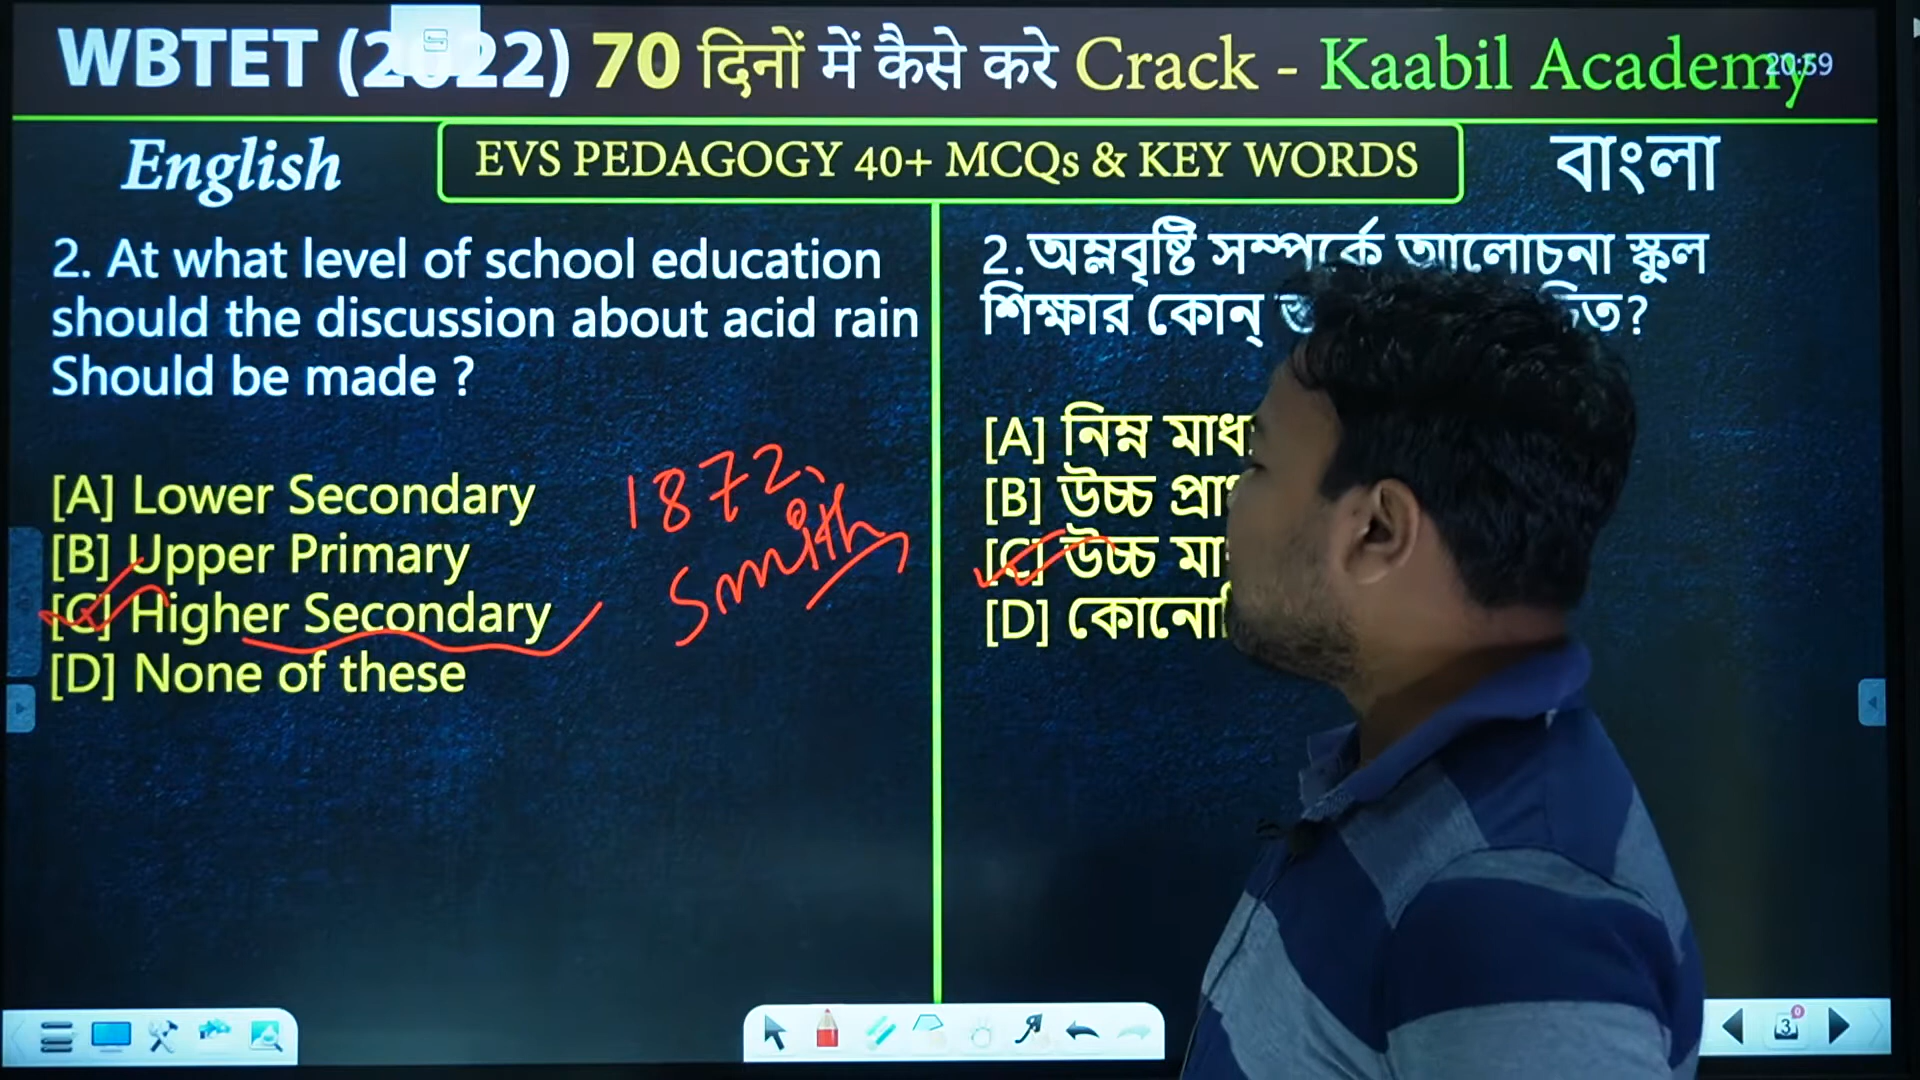 WBTET (2022) 70 दिनों में कैसे करे Crack - Kaabil Academy
20:59
English
EVS PEDAGOGY 40+ MCQs & KEY WORDS
বাংলা
2. At what level of school education
should the discussion about acid rain
Should be made ?
[A] Lower Secondary
[B] Upper Primary
[C] Higher Secondary
[D] None of these
1872,
Smith
2. অম্লবৃষ্টি সম্পর্কে আলোচনা স্কুল
শিক্ষার কোন্
[A] নিম্ন
[B] উচ্চ
[C] উচ্চ
[D]
3